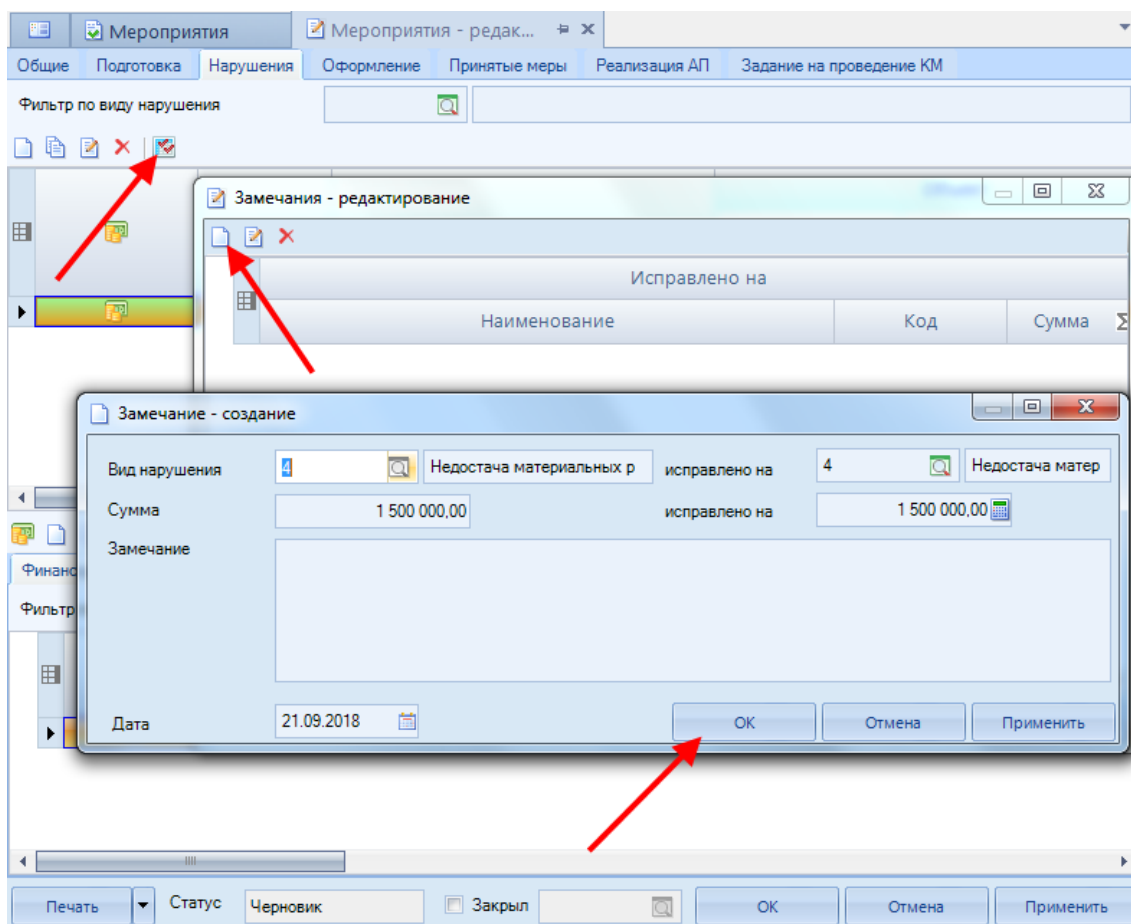 Мероприятия
Мероприятия - редак...
Общие Подготовка Нарушения Оформление Принятые меры Реализация АП Задание на проведение КМ
Фильтр по виду нарушения
Замечания - редактирование
Исправлено на
Наименование Код Сумма Σ
Замечание - создание
Вид нарушения 4 Недостача материальных р исправлено на 4 Недостача матер
Сумма 1 500 000,00 исправлено на 1 500 000,00
Замечание
Финанс
Фильтр
Дата 21.09.2018 ОК Отмена Применить
Печать Статус Черновик Закрыл ОК Отмена Применить